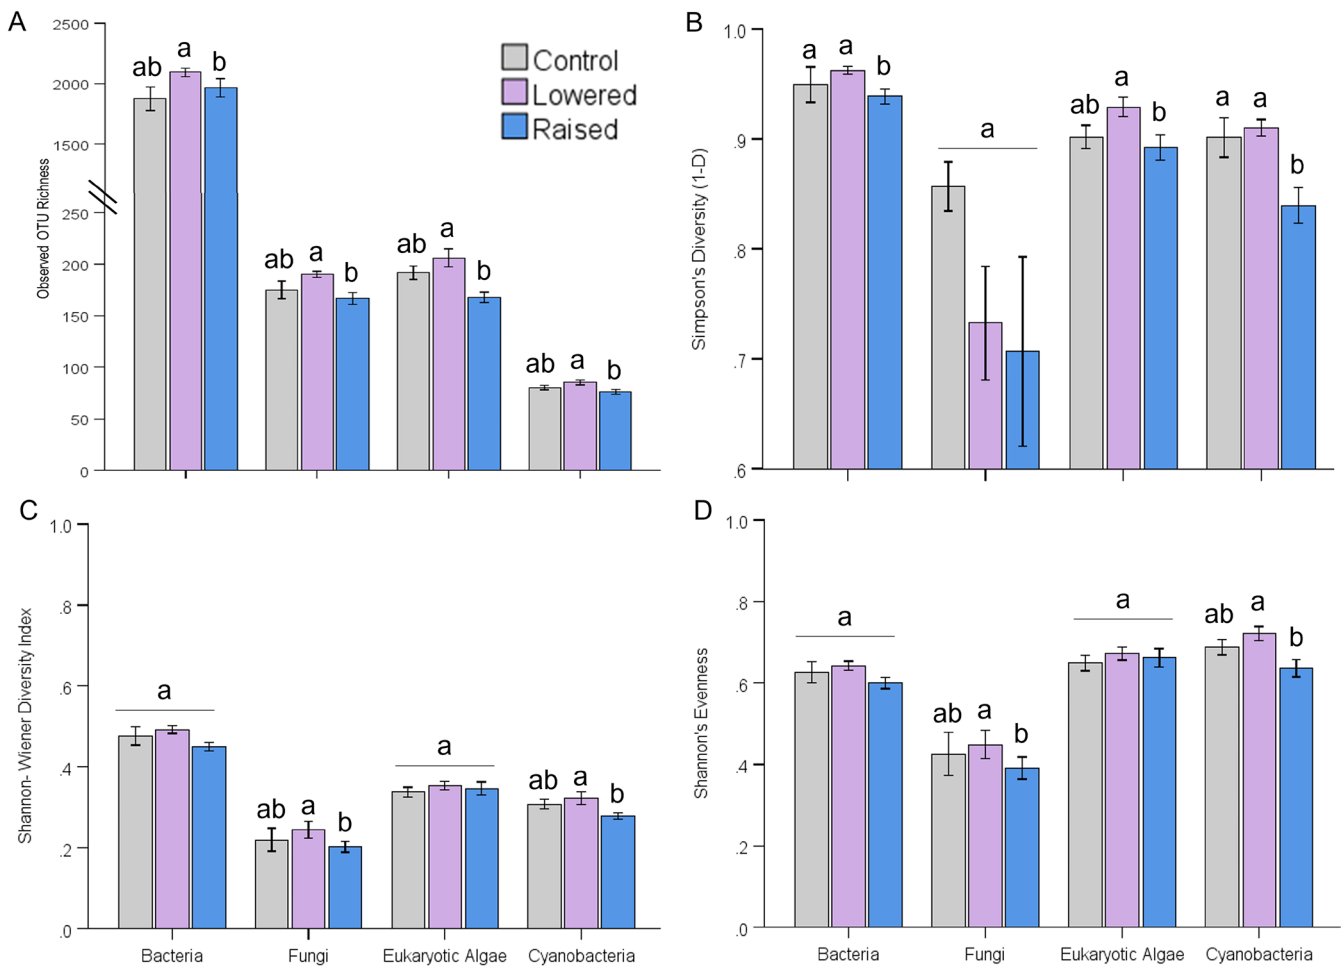 A
2500
2000
1500
250
200
150
100
50
0
Observed OTU Richness
ab a b
ab a b
ab a b
ab a b
Control
Lowered
Raised
B
1.0
.9
.8
.7
.6
Simpson's Diversity (1-D)
a a b
a
ab a b
a a b
C
1.0
.8
.6
.4
.2
.0
Shannon- Wiener Diversity Index
a
ab a b
a
ab a b
Bacteria Fungi Eukaryotic Algae Cyanobacteria
D
1.0
.8
.6
.4
.2
.0
Shannon's Evenness
a
ab a b
a
ab a b
Bacteria Fungi Eukaryotic Algae Cyanobacteria